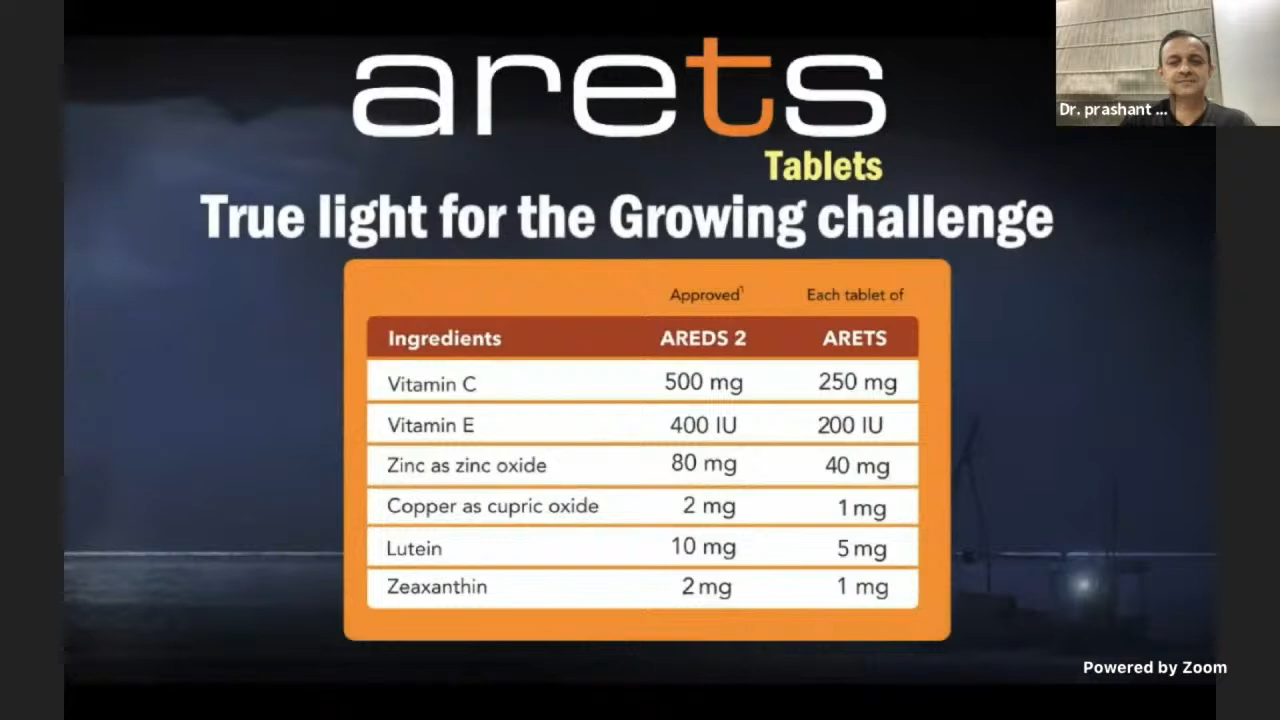 arets
Tablets
True light for the Growing challenge
Approved¹ Each tablet of
Ingredients AREDS 2 ARETS
Vitamin C 500 mg 250 mg
Vitamin E 400 IU 200 IU
Zinc as zinc oxide 80 mg 40 mg
Copper as cupric oxide 2 mg 1 mg
Lutein 10 mg 5 mg
Zeaxanthin 2 mg 1 mg
Dr. prashant ...
Powered by Zoom